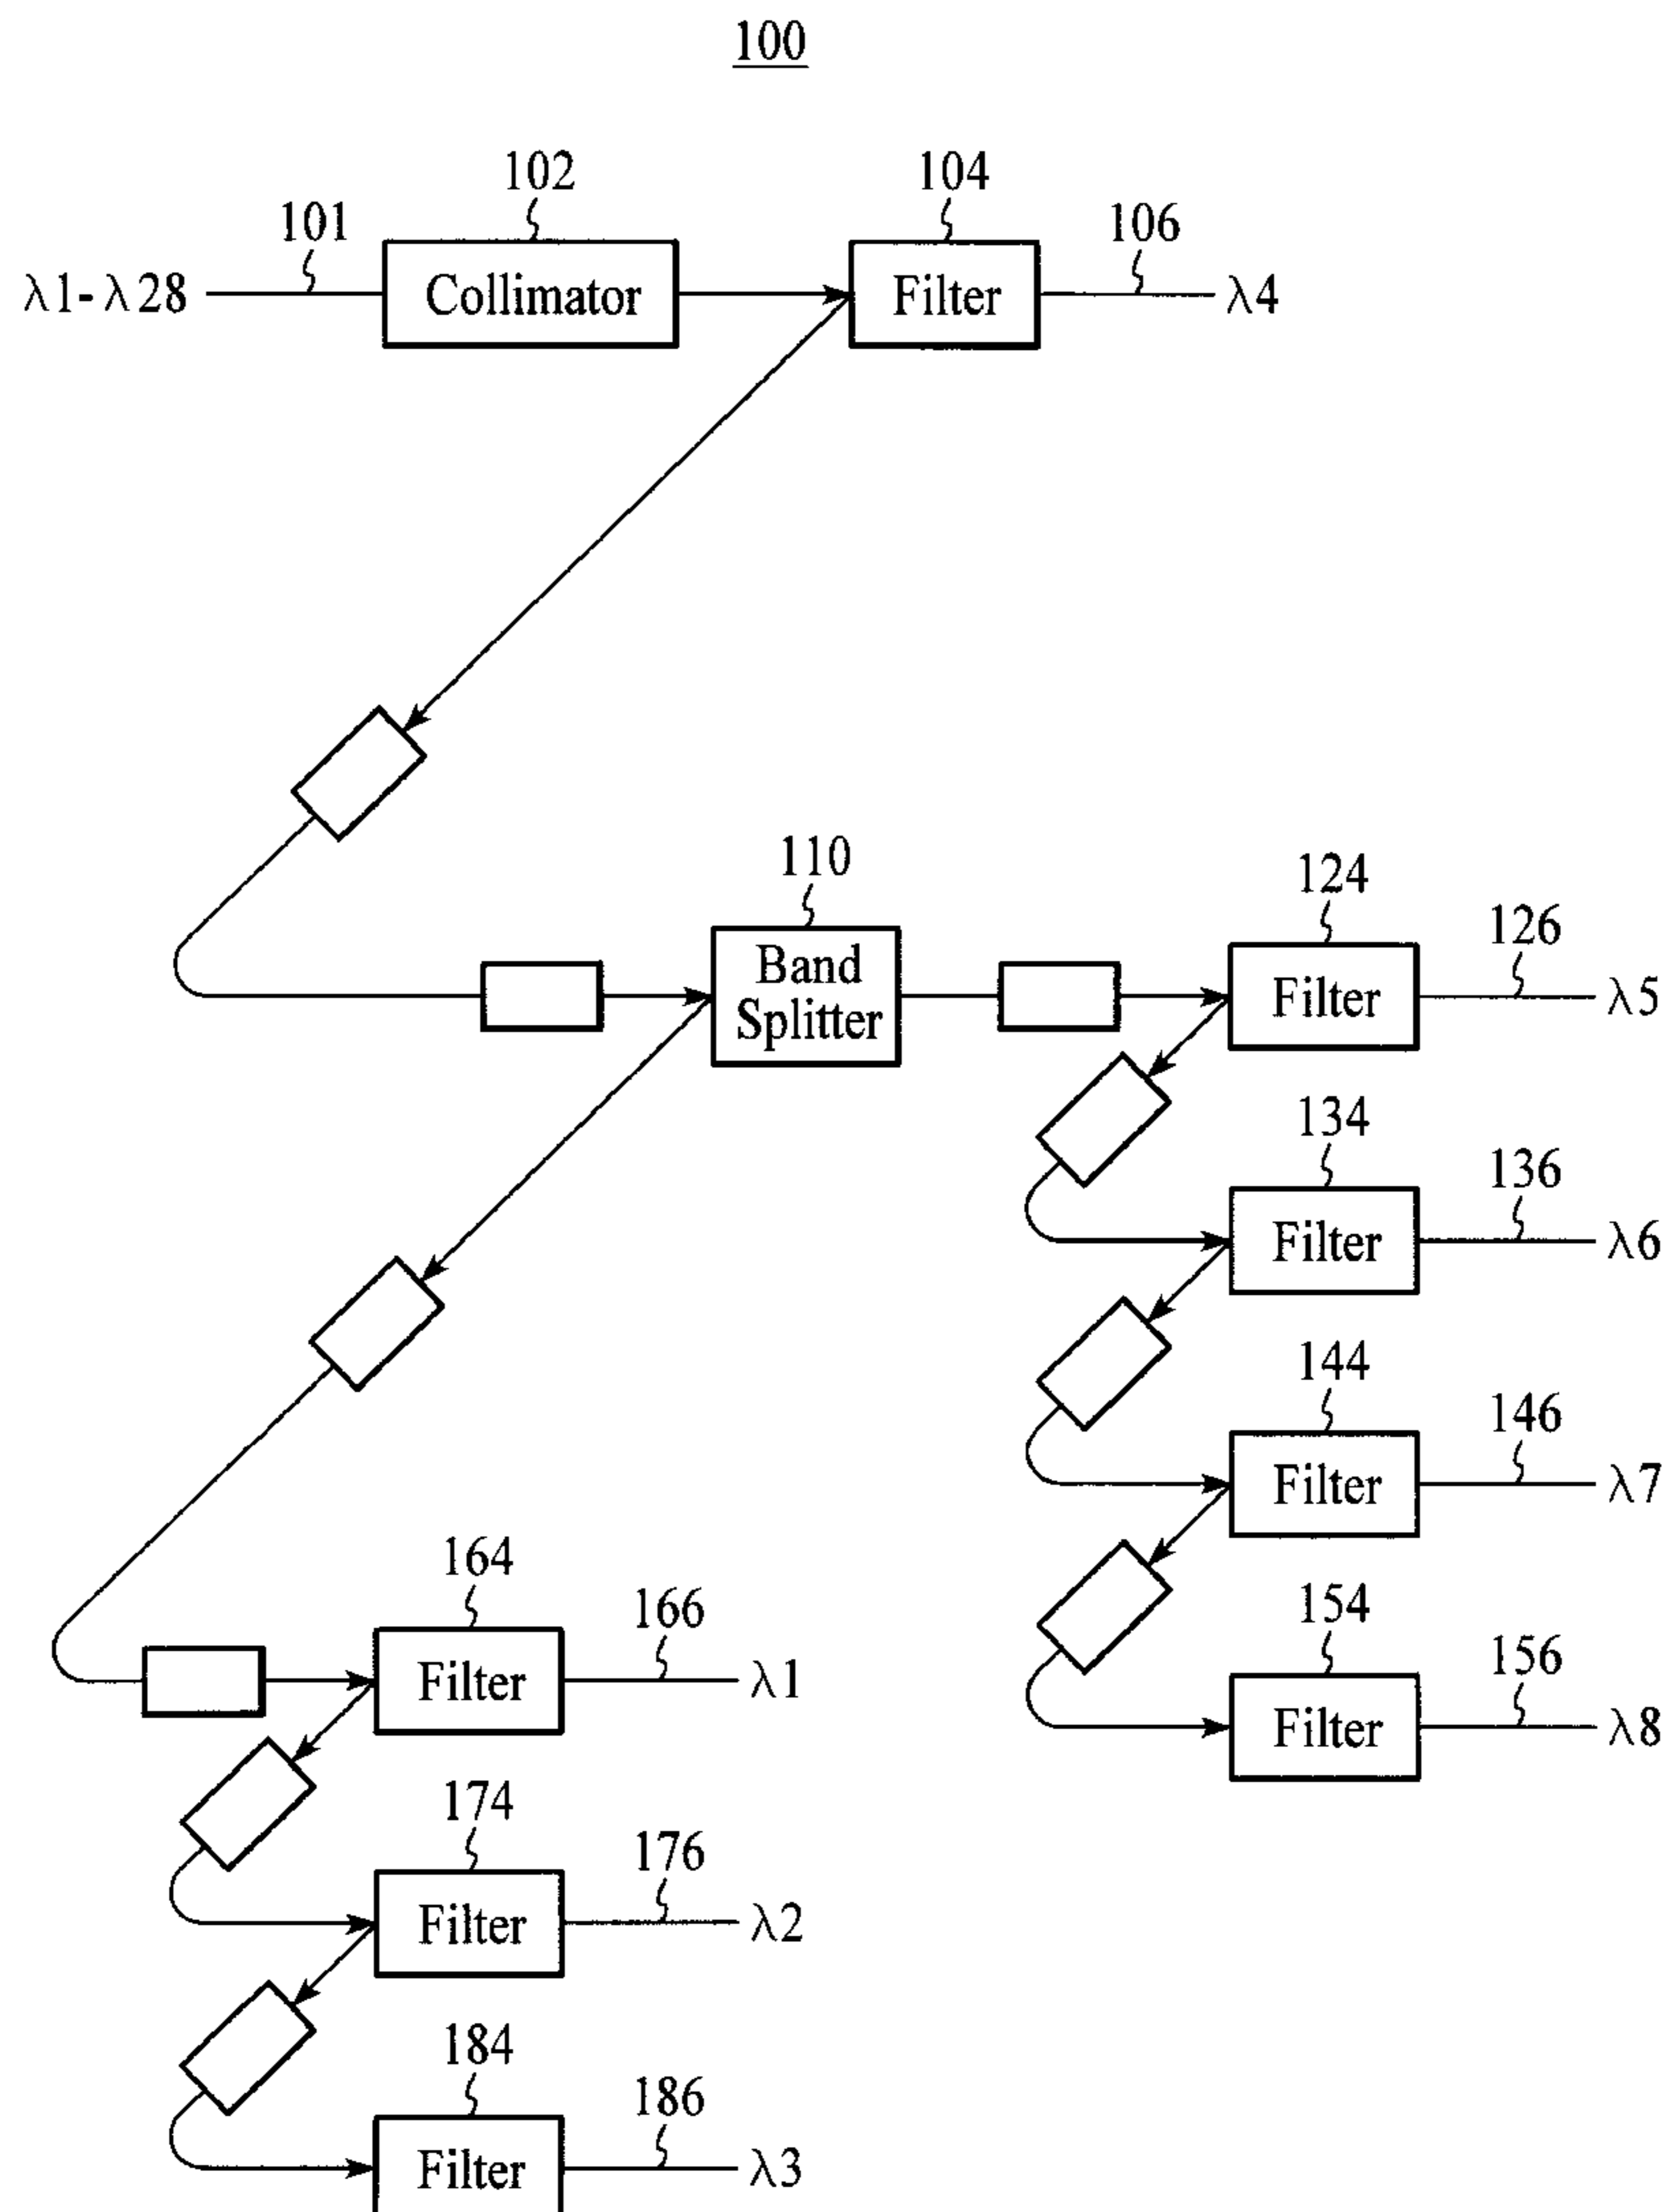 100
102
104
101
106
λ1-λ28
Collimator
Filter
λ4
110
124
126
Band
Splitter
Filter
λ5
134
136
Filter
λ6
144
146
Filter
λ7
164
166
154
156
Filter
λ1
Filter
λ8
174
176
Filter
λ2
184
186
Filter
λ3